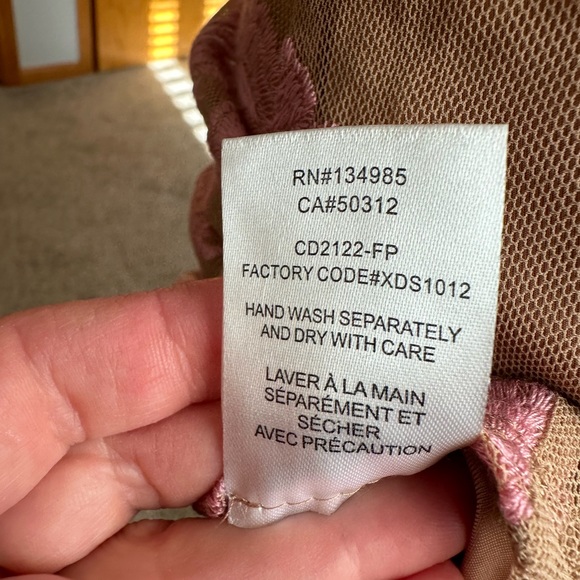 RN#134985
CA#50312
CD2122-FP
FACTORY CODE#XDS1012
HAND WASH SEPARATELY
AND DRY WITH CARE
LAVER À LA MAIN
SÉPARÉMENT ET
SÉCHER
AVEC PRÉCAUTION